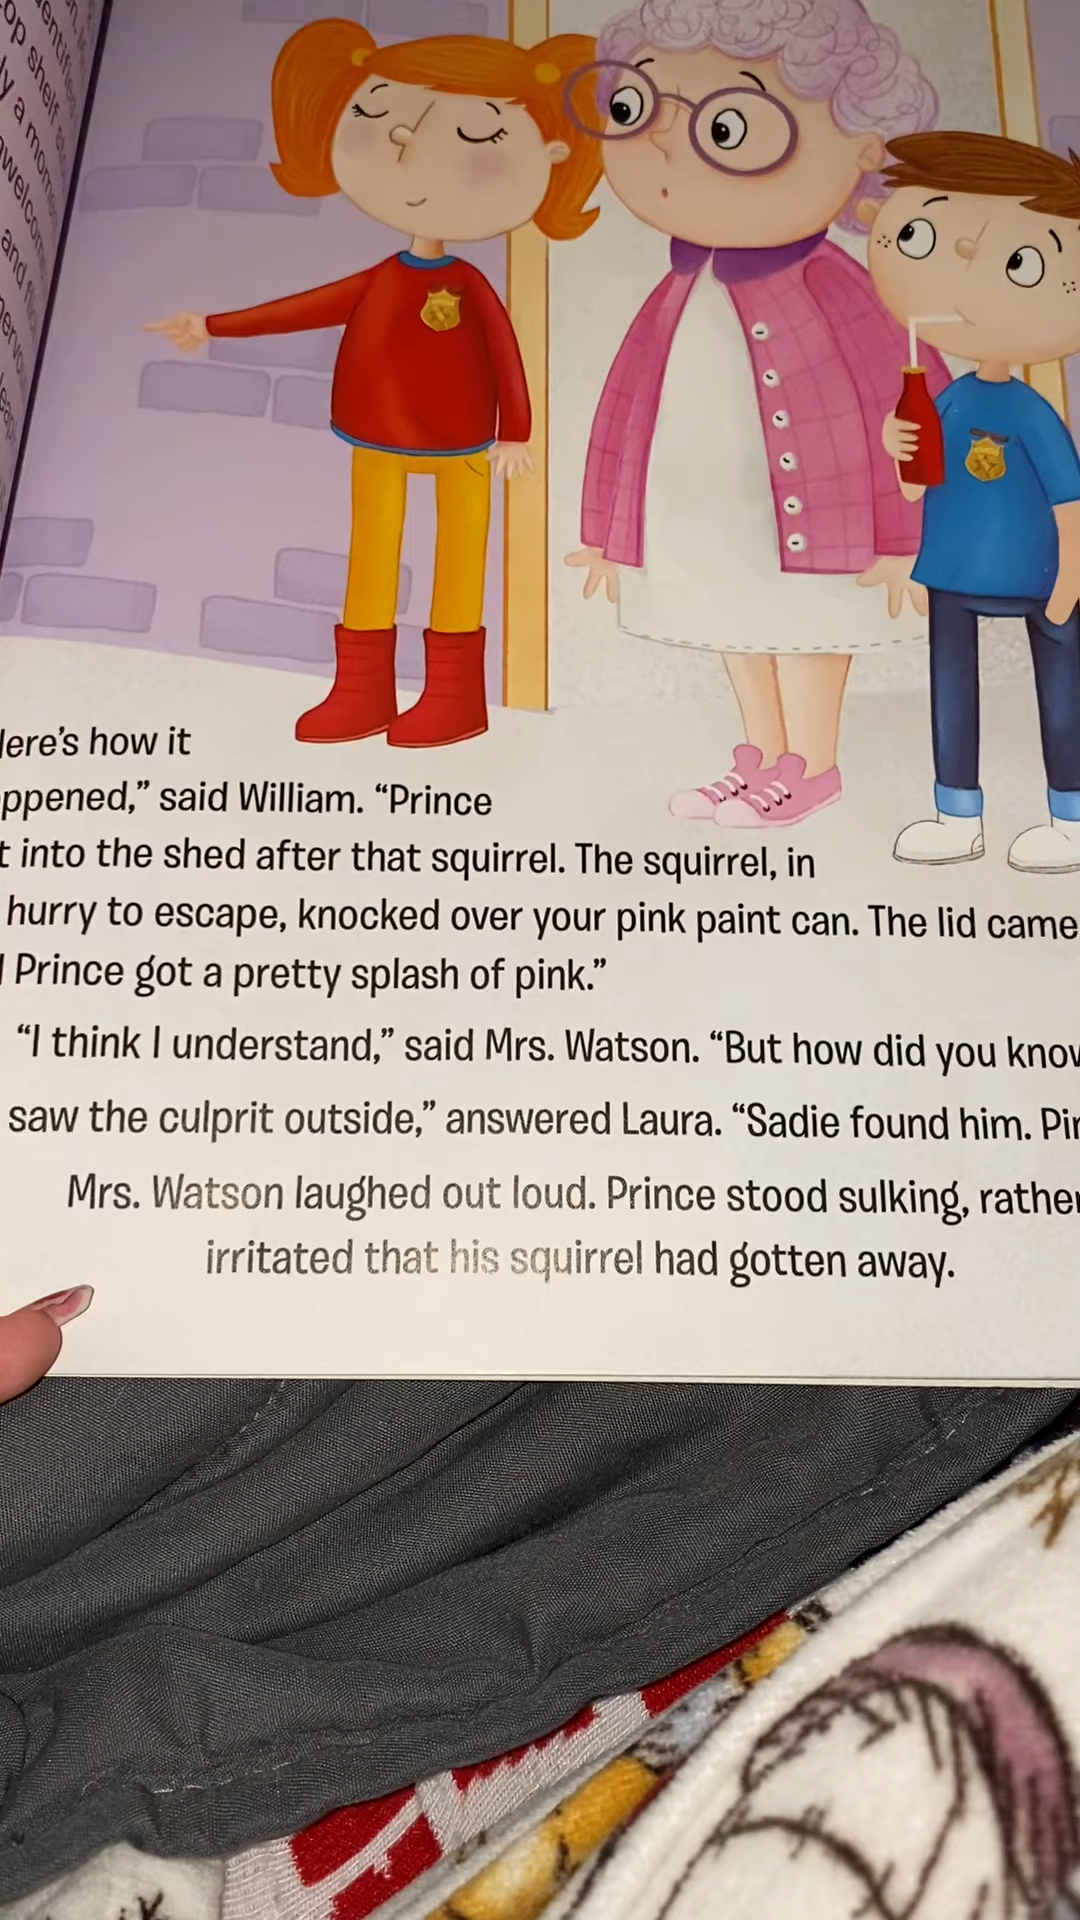 how it
said William. "Prince
into the shed after that squirrel. The squirrel, in
hurry to escape, knocked over your pink paint can. The lid came
Prince got a pretty splash of pink."
"I think I understand," said Mrs. Watson. "But how did you
saw the culprit outside," answered Laura. "Sadie found him.
Mrs. Watson laughed out loud. Prince stood sulking, rather
irritated that his squirrel had gotten away.